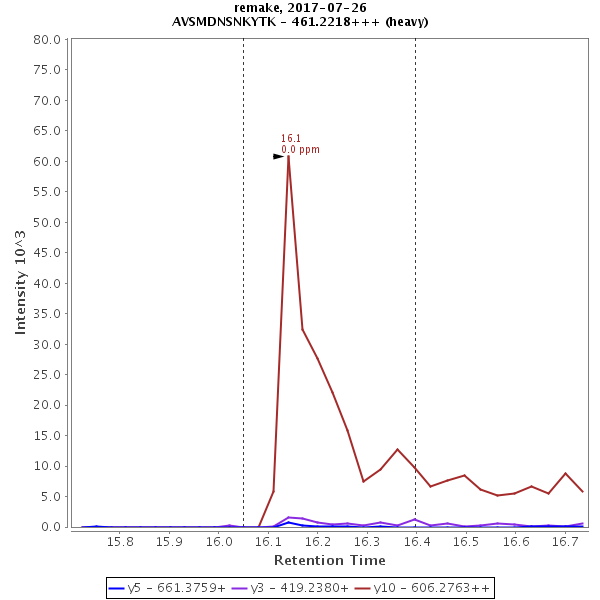 remake, 2017-07-26
AVSMDNSNKYTK - 461.2218+++ (heavy)
80.0
75.0
70.0
65.0
60.0
55.0
50.0
45.0
40.0
35.0
30.0
25.0
20.0
15.0
10.0
5.0
0.0
Intensity 10^3
16.1
0.0 ppm
15.8 15.9 16.0 16.1 16.2 16.3 16.4 16.5 16.6 16.7
Retention Time
y5 - 661.3759+ y3 - 419.2380+ y10 - 606.2763++